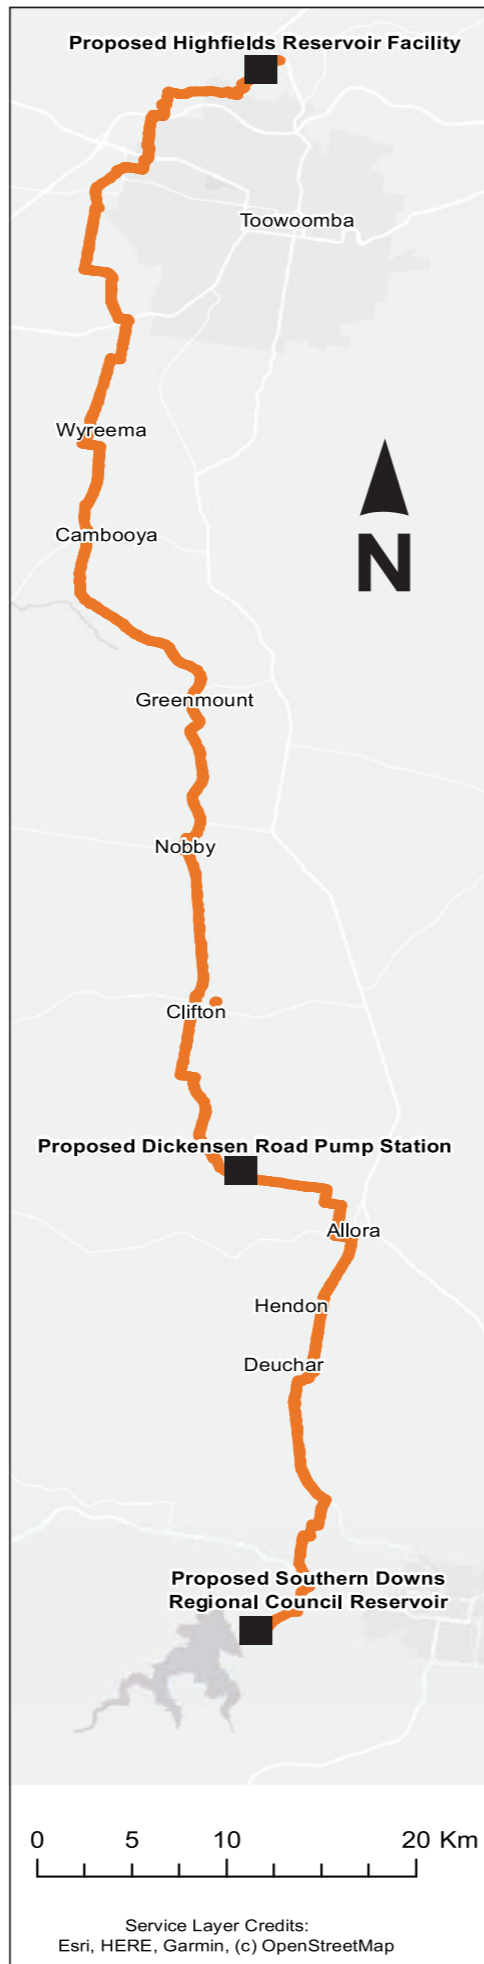 Proposed Highfields Reservoir Facility
Toowoomba
Wyreema
N
Cambooya
Greenmount
Nobby
Clifton
Proposed Dickensen Road Pump Station
Allora
Hendon
Deuchar
Proposed Southern Downs
Regional Council Reservoir
0 5 10 20 Km
Service Layer Credits:
Esri, HERE, Garmin, (c) OpenStreetMap